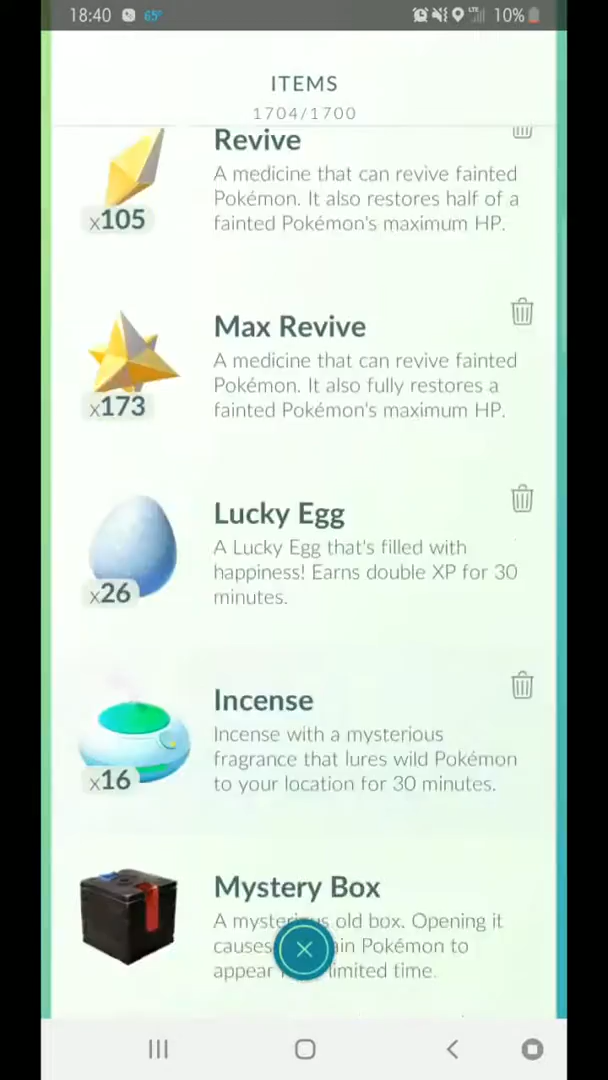 18:40 65° LTE 10%
ITEMS
1704/1700
Revive
A medicine that can revive fainted
Pokémon. It also restores half of a
fainted Pokémon's maximum HP.
x105
Max Revive
A medicine that can revive fainted
Pokémon. It also fully restores a
fainted Pokémon's maximum HP.
x173
Lucky Egg
A Lucky Egg that's filled with
happiness! Earns double XP for 30
minutes.
x26
Incense
Incense with a mysterious
fragrance that lures wild Pokémon
to your location for 30 minutes.
x16
Mystery Box
A mysterious old box. Opening it
causes ain Pokémon to
appear limited time.